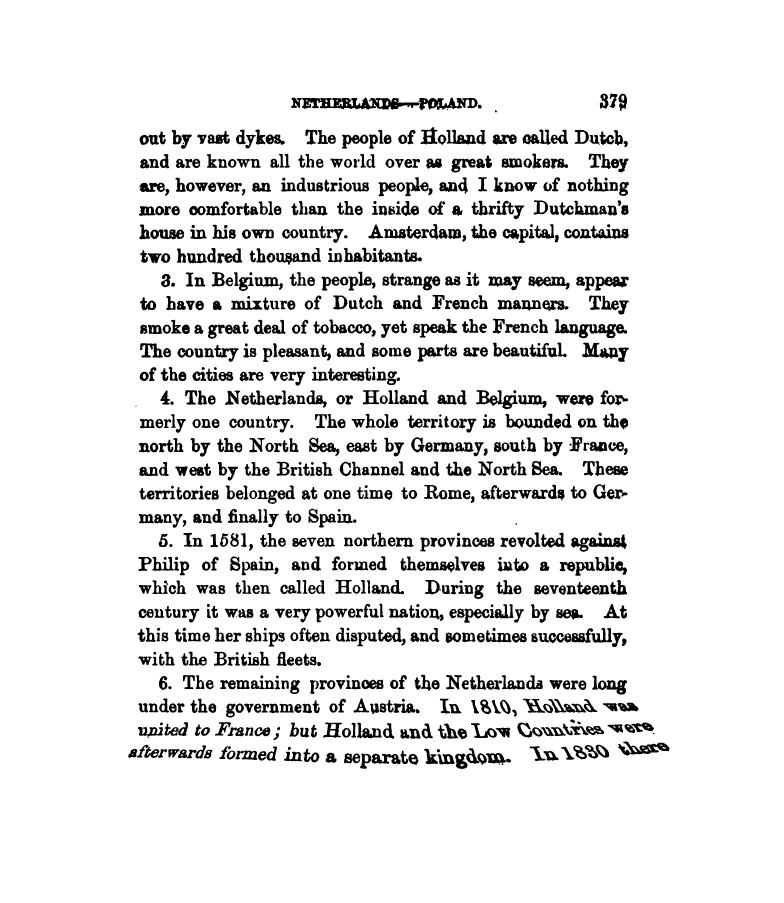 NETHERLANDS—POLAND. 379
out by vast dykes. The people of Holland are called Dutch,
and are known all the world over as great smokers. They
are, however, an industrious people, and I know of nothing
more comfortable than the inside of a thrifty Dutchman's
house in his own country. Amsterdam, the capital, contains
two hundred thousand inhabitants.
3. In Belgium, the people, strange as it may seem, appear
to have a mixture of Dutch and French manners. They
smoke a great deal of tobacco, yet speak the French language.
The country is pleasant, and some parts are beautiful. Many
of the cities are very interesting.
4. The Netherlands, or Holland and Belgium, were for-
merly one country. The whole territory is bounded on the
north by the North Sea, east by Germany, south by France,
and west by the British Channel and the North Sea. These
territories belonged at one time to Rome, afterwards to Ger-
many, and finally to Spain.
5. In 1581, the seven northern provinces revolted against
Philip of Spain, and formed themselves into a republic,
which was then called Holland. During the seventeenth
century it was a very powerful nation, especially by sea. At
this time her ships often disputed, and sometimes successfully,
with the British fleets.
6. The remaining provinces of the Netherlands were long
under the government of Austria. In 1810, Holland was
united to France; but Holland and the Low Countries were
afterwards formed into a separate kingdom. In 1830 there